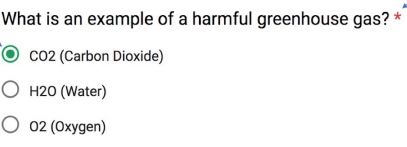 What is an example of a harmful greenhouse gas? *
CO2 (Carbon Dioxide)
H2O (Water)
O2 (Oxygen)